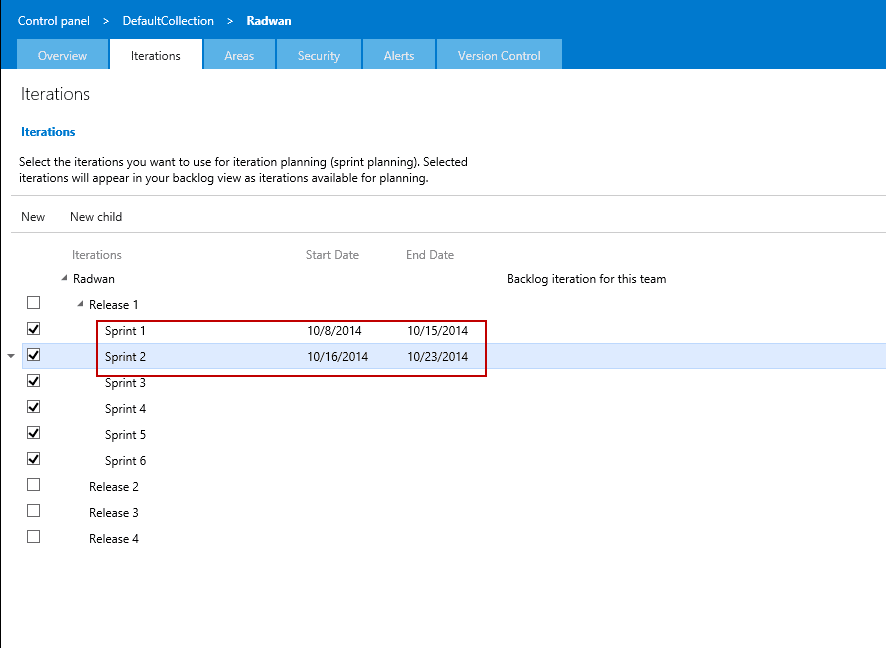 Control panel > DefaultCollection > Radwan
Overview Iterations Areas Security Alerts Version Control
Iterations
Iterations
Select the iterations you want to use for iteration planning (sprint planning). Selected
iterations will appear in your backlog view as iterations available for planning.
New New child
Iterations Start Date End Date
Radwan Backlog iteration for this team
Release 1
Sprint 1 10/8/2014 10/15/2014
Sprint 2 10/16/2014 10/23/2014
Sprint 3
Sprint 4
Sprint 5
Sprint 6
Release 2
Release 3
Release 4